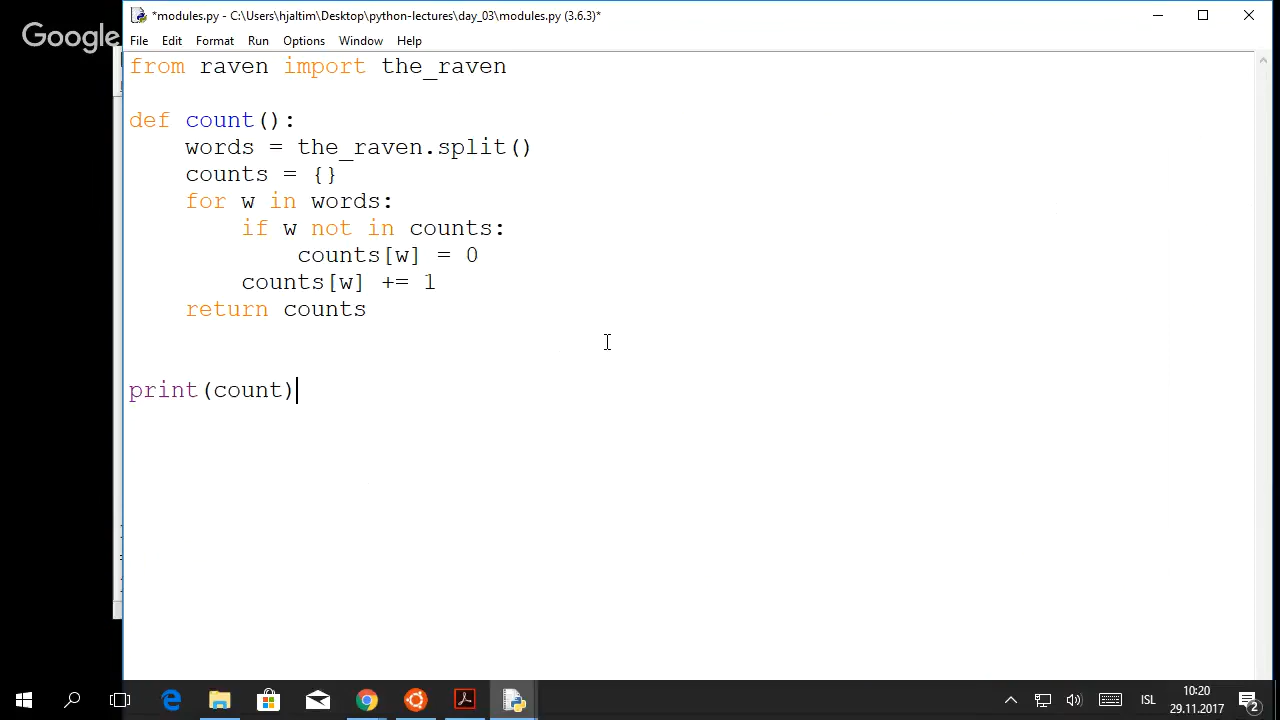 Google
*modules.py - C:\Users\hjaltim\Desktop\python-lectures\day_03\modules.py (3.6.3)*
File Edit Format Run Options Window Help
from raven import the_raven
def count():
    words = the_raven.split()
    counts = {}
    for w in words:
        if w not in counts:
            counts[w] = 0
        counts[w] += 1
    return counts
print(count)
ISL
10:20
29.11.2017
2